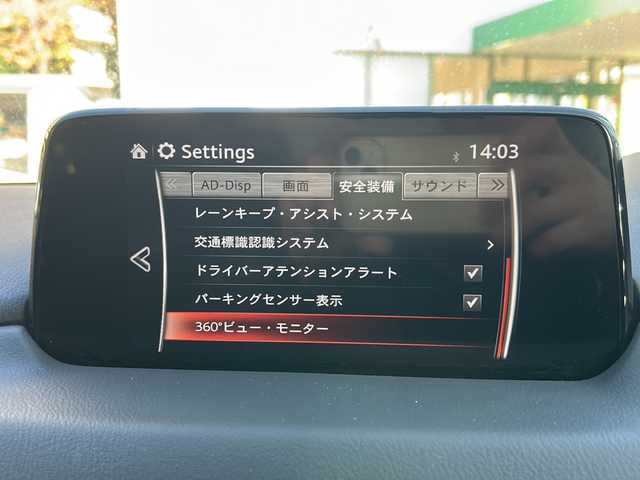 Settings 14:03
AD-Disp 画面 安全装備 サウンド
レーンキープ・アシスト・システム
交通標識認識システム
ドライバーアテンションアラート
パーキングセンサー表示
360°ビュー・モニター